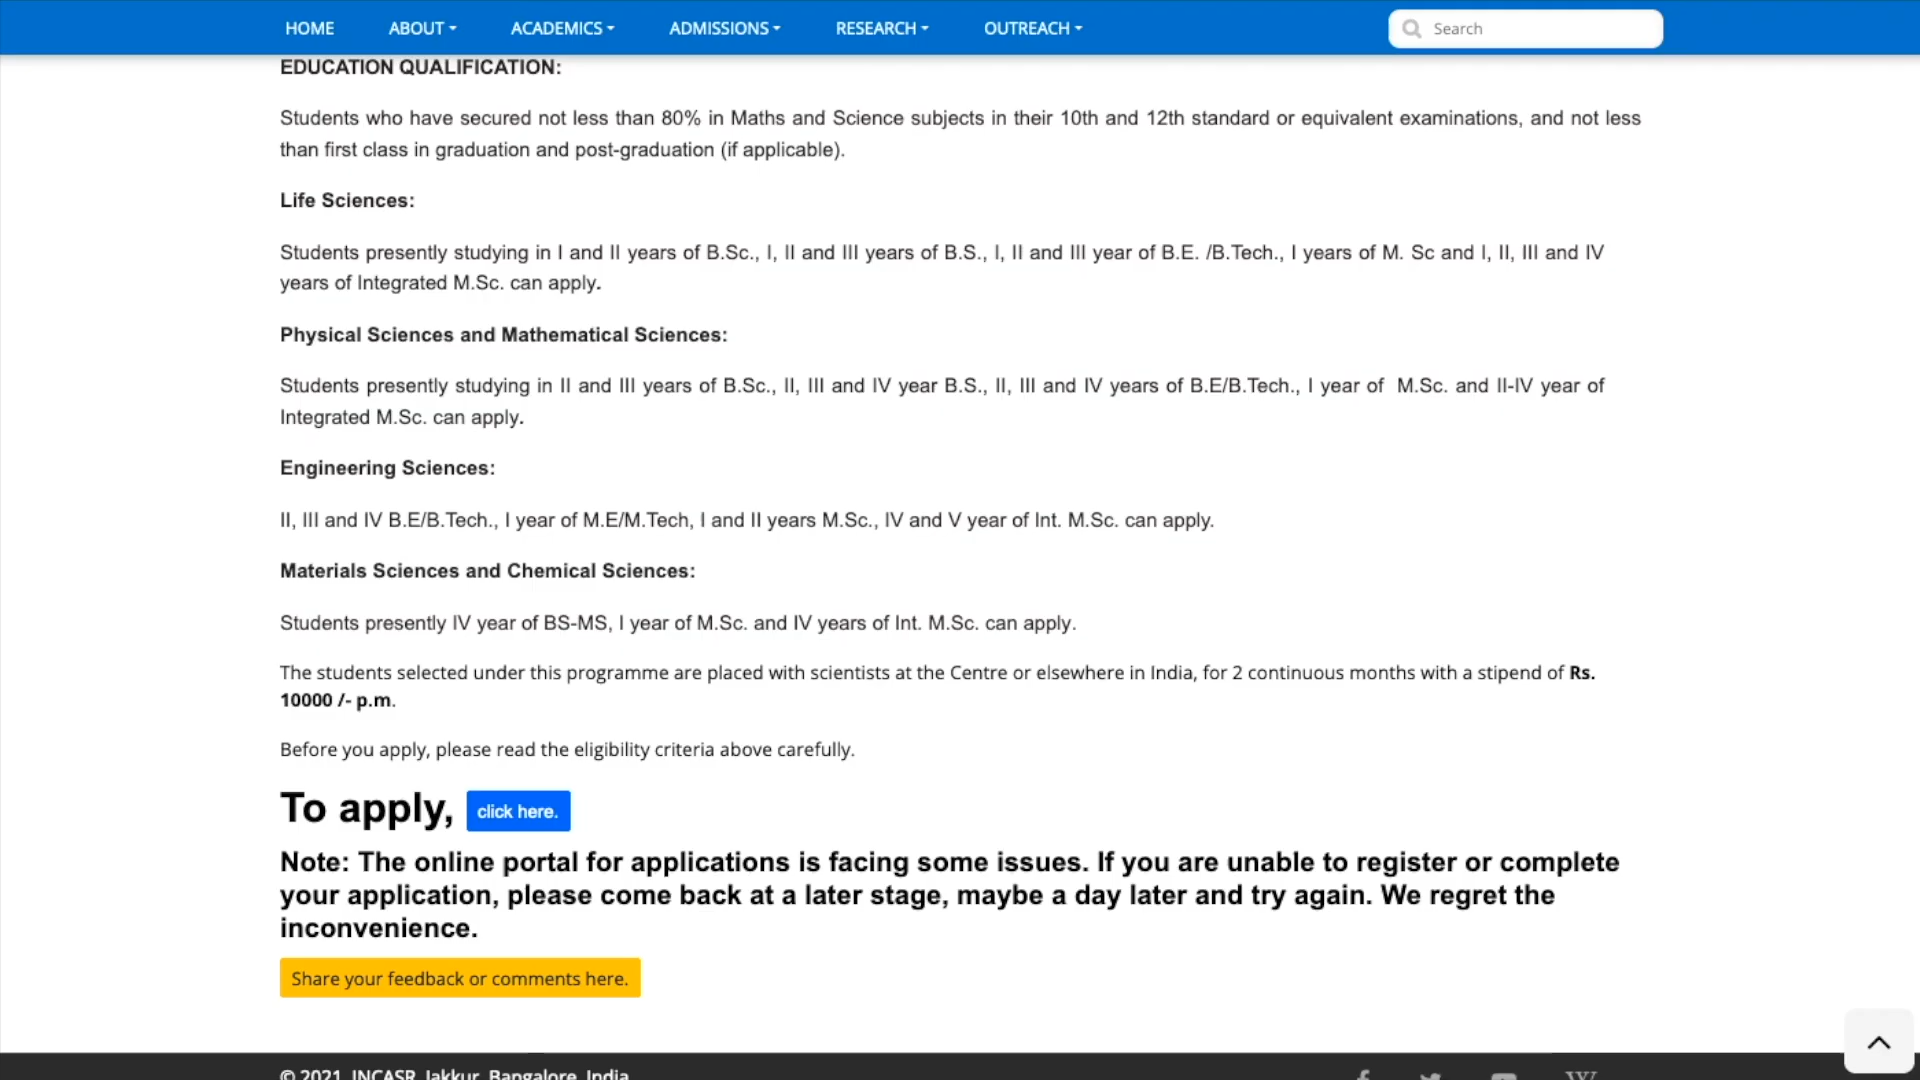 HOME ABOUT ACADEMICS ADMISSIONS RESEARCH OUTREACH Search
EDUCATION QUALIFICATION:
Students who have secured not less than 80% in Maths and Science subjects in their 10th and 12th standard or equivalent examinations, and not less
than first class in graduation and post-graduation (if applicable).
Life Sciences:
Students presently studying in I and II years of B.Sc., I, II and III years of B.S., I, II and III year of B.E. /B.Tech., I years of M. Sc and I, II, III and IV
years of Integrated M.Sc. can apply.
Physical Sciences and Mathematical Sciences:
Students presently studying in II and III years of B.Sc., II, III and IV year B.S., II, III and IV years of B.E/B.Tech., I year of M.Sc. and II-IV year of
Integrated M.Sc. can apply.
Engineering Sciences:
II, III and IV B.E/B.Tech., I year of M.E/M.Tech, I and II years M.Sc., IV and V year of Int. M.Sc. can apply.
Materials Sciences and Chemical Sciences:
Students presently IV year of BS-MS, I year of M.Sc. and IV years of Int. M.Sc. can apply.
The students selected under this programme are placed with scientists at the Centre or elsewhere in India, for 2 continuous months with a stipend of Rs.
10000 /- p.m.
Before you apply, please read the eligibility criteria above carefully.
To apply, click here.
Note: The online portal for applications is facing some issues. If you are unable to register or complete
your application, please come back at a later stage, maybe a day later and try again. We regret the
inconvenience.
Share your feedback or comments here.
© 2021, JNCASR, Jakkur, Bangalore, India